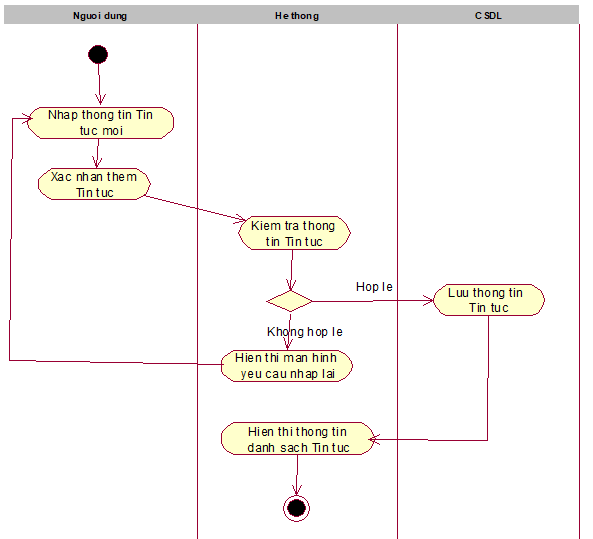 Nguoi dung
He thong
CSDL
Nhap thong tin Tin
tuc moi
Xac nhan them
Tin tuc
Kiem tra thong
tin Tin tuc
Hop le
Luu thong tin
Tin tuc
Khong hop le
Hien thi man hinh
yeu cau nhap lai
Hien thi thong tin
danh sach Tin tuc